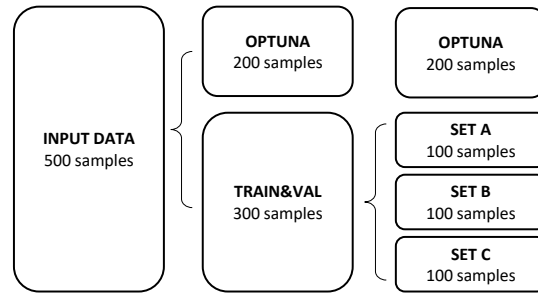 INPUT DATA
500 samples
OPTUNA
200 samples
TRAIN&VAL
300 samples
OPTUNA
200 samples
SET A
100 samples
SET B
100 samples
SET C
100 samples